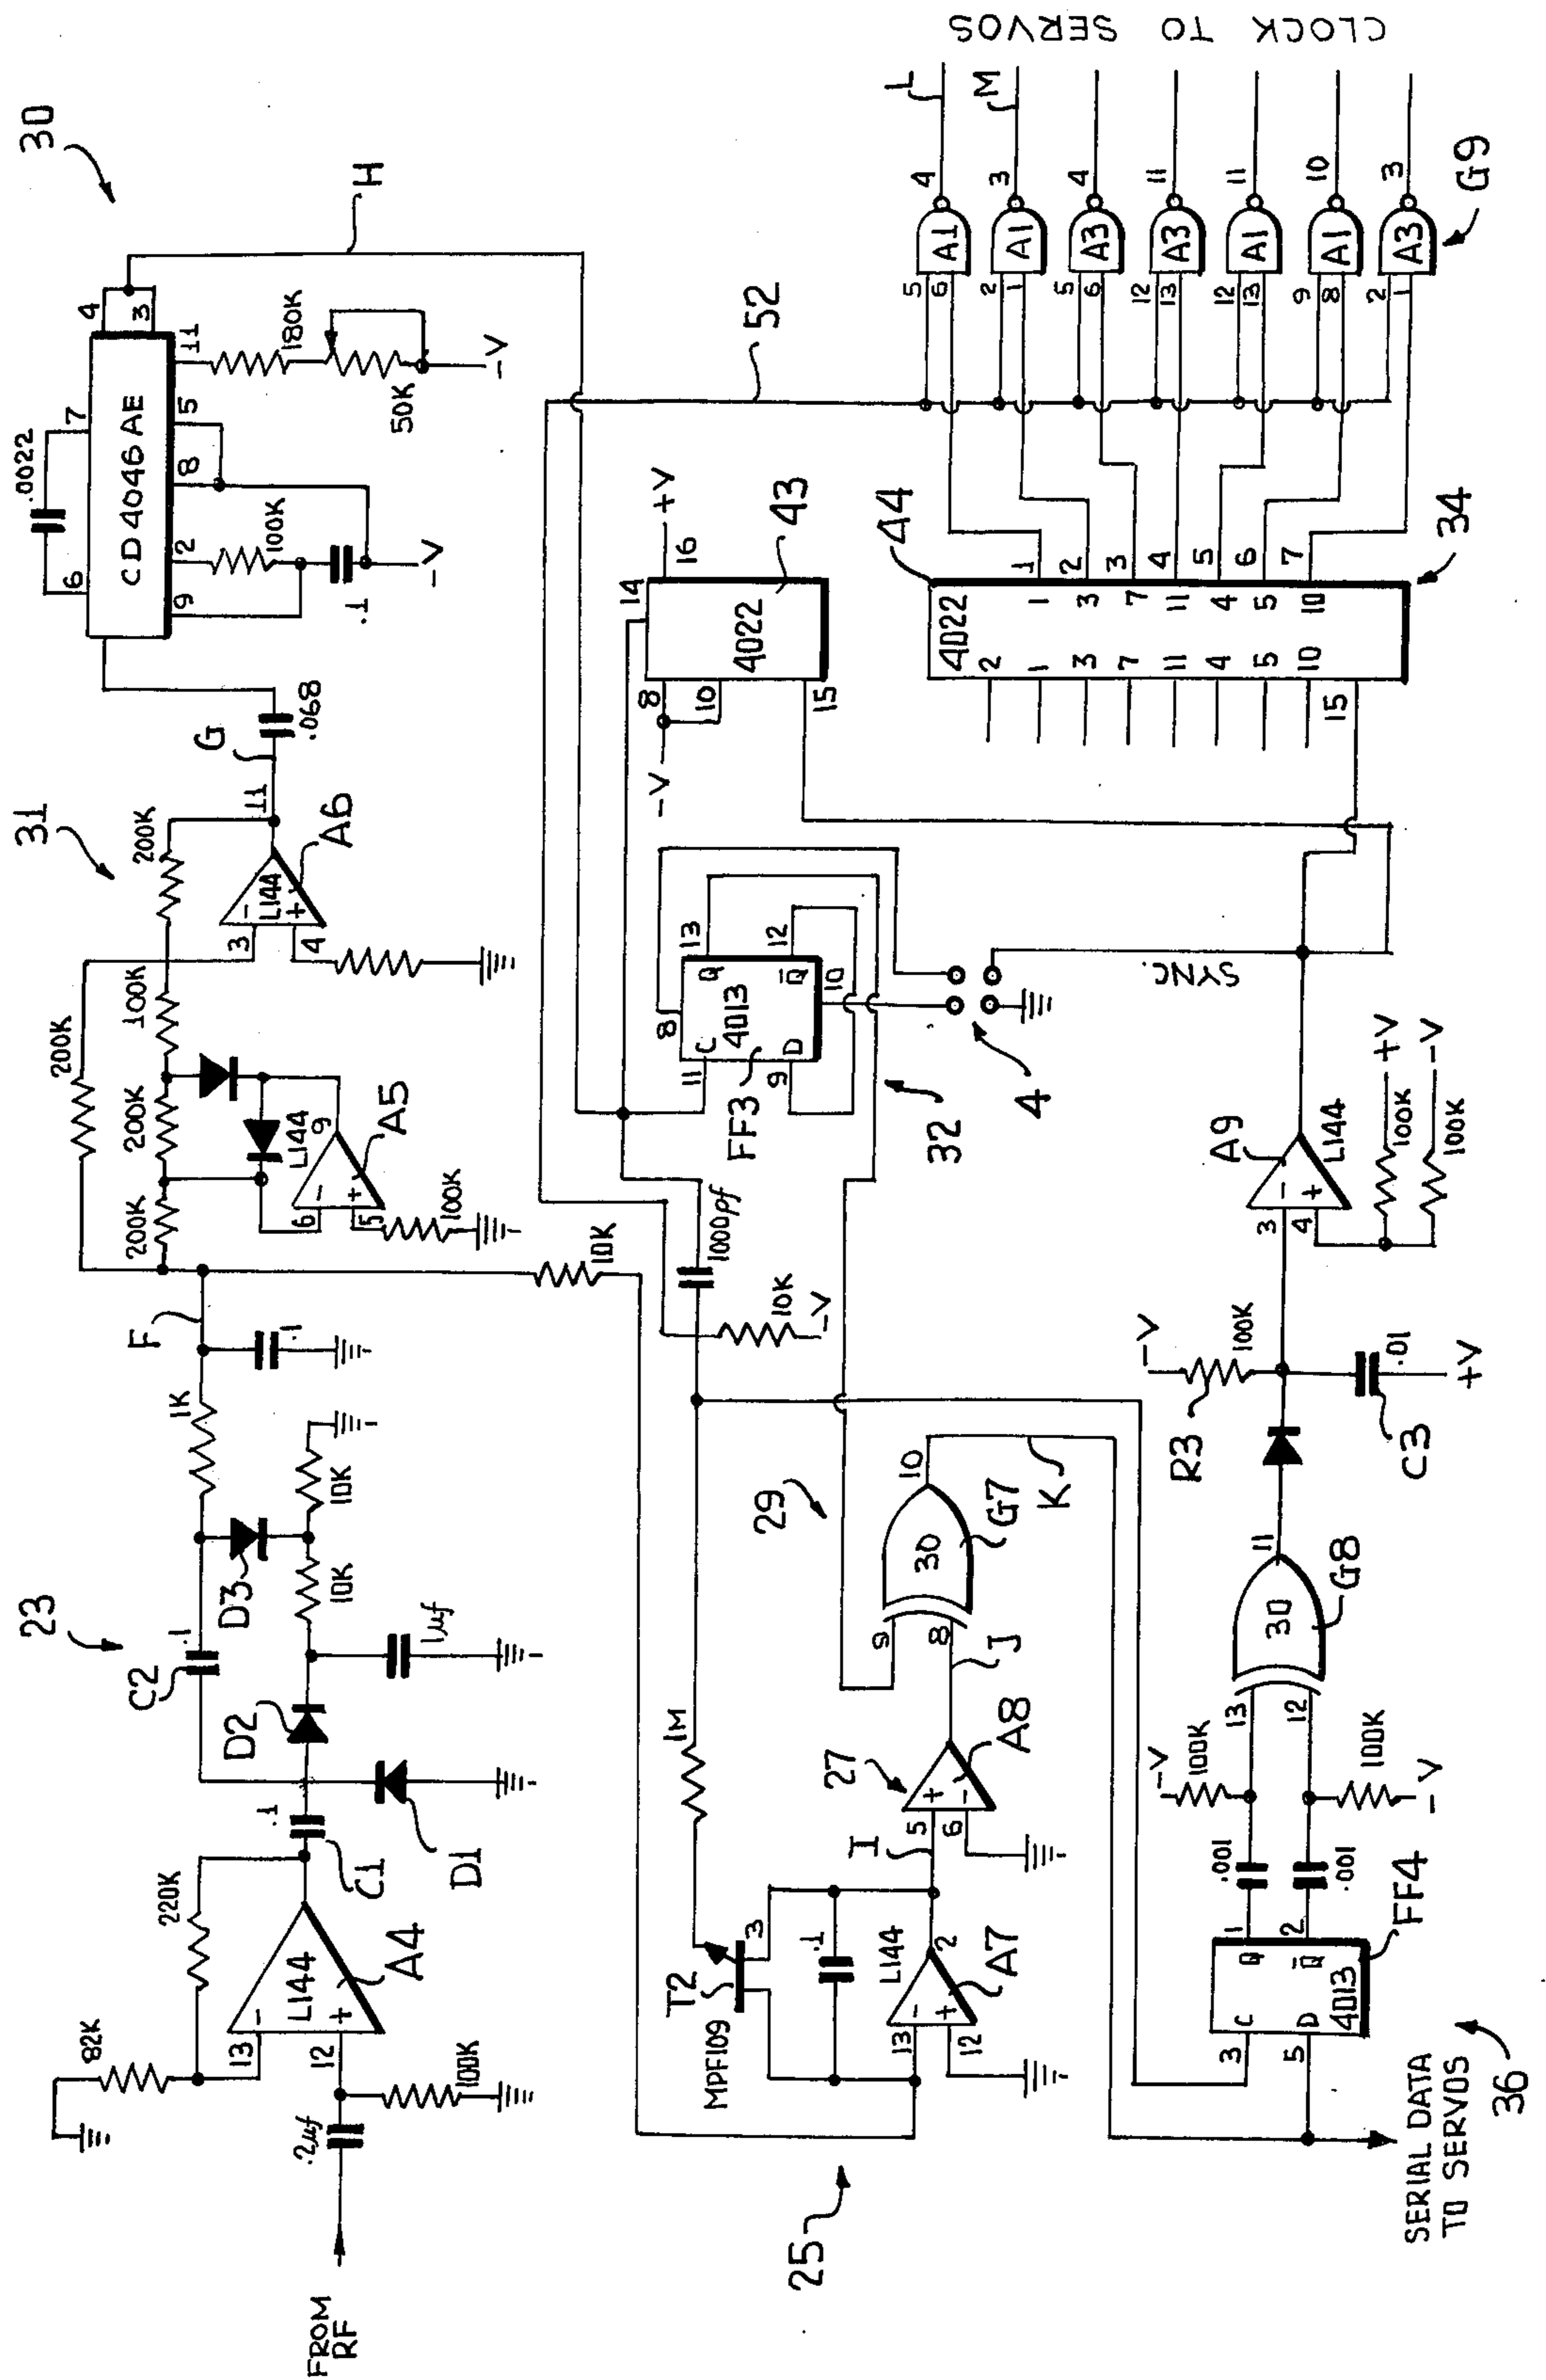 30
31
23
H
G
F
200K
200K
100K
200K
200K
.0022
6
7
CD4046AE
4
3
9
2
8
5
11
100K
180K
50K
.1
-V
-V
.068
11
L144
-
+
3
4
A6
L144
9
-
+
6
5
A5
100K
82K
220K
13
12
-
+
L144
A4
.2μf
100K
FROM
RF
.1
C1
D1
D2
C2
.1
D3
1K
10K
10K
1μf
.1
10K
52
CLOCK TO SERVOS
5
6
A1
4
L
2
1
A1
3
M
5
6
A3
4
12
13
A3
11
12
13
A1
11
9
8
A1
10
2
1
A3
3
G9
14
16
+V
8
10
-V
4022
15
43
44
4022
2
1
3
7
11
4
5
10
15
1
3
7
11
4
5
10
1
2
3
4
5
6
7
34
1000pf
10K
-V
8
11
C
4013
Q
13
D
9
Q̅
12
10
FF3
32
4
SYNC.
1M
T2
MPF109
3
.1
L144
13
12
-
+
2
A7
25
I
27
5
6
+
-
A8
J
29
9
8
30
10
G7
K
SERIAL DATA
TO SERVOS
36
3
5
C
D
4013
Q
Q̅
1
2
FF4
.001
.001
-V
100K
100K
-V
13
12
30
11
G8
-V
R3
100K
C3
.01
+V
3
4
-
+
L144
A9
100K
+V
100K
-V